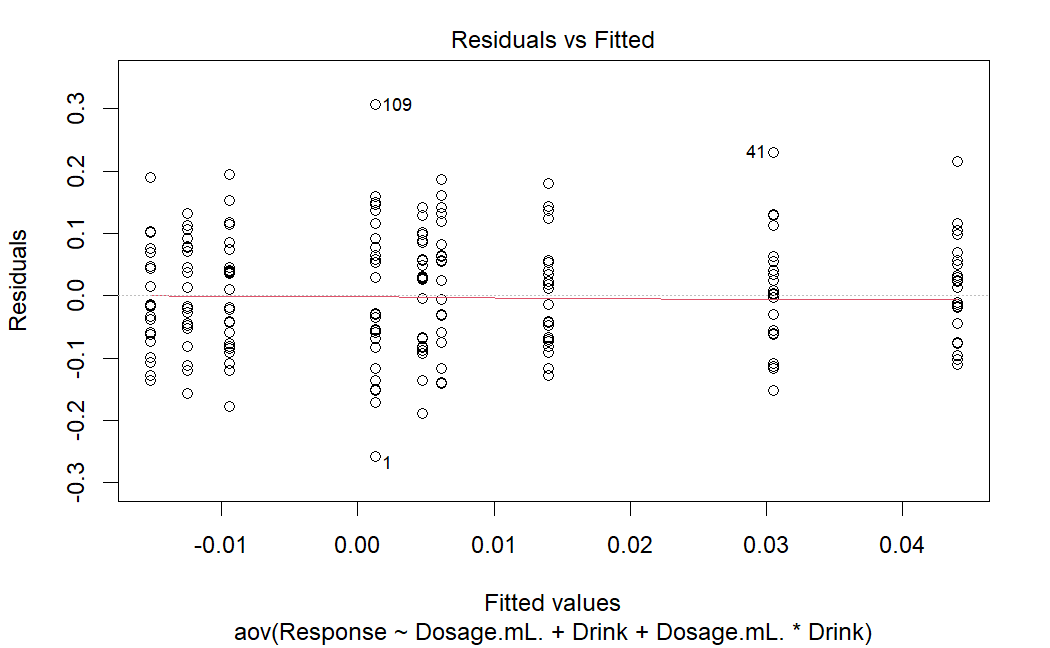 Residuals vs Fitted
Residuals
0.3
0.2
0.1
0.0
-0.1
-0.2
-0.3
109
41
1
-0.01 0.00 0.01 0.02 0.03 0.04
Fitted values
aov(Response ~ Dosage.mL. + Drink + Dosage.mL. * Drink)